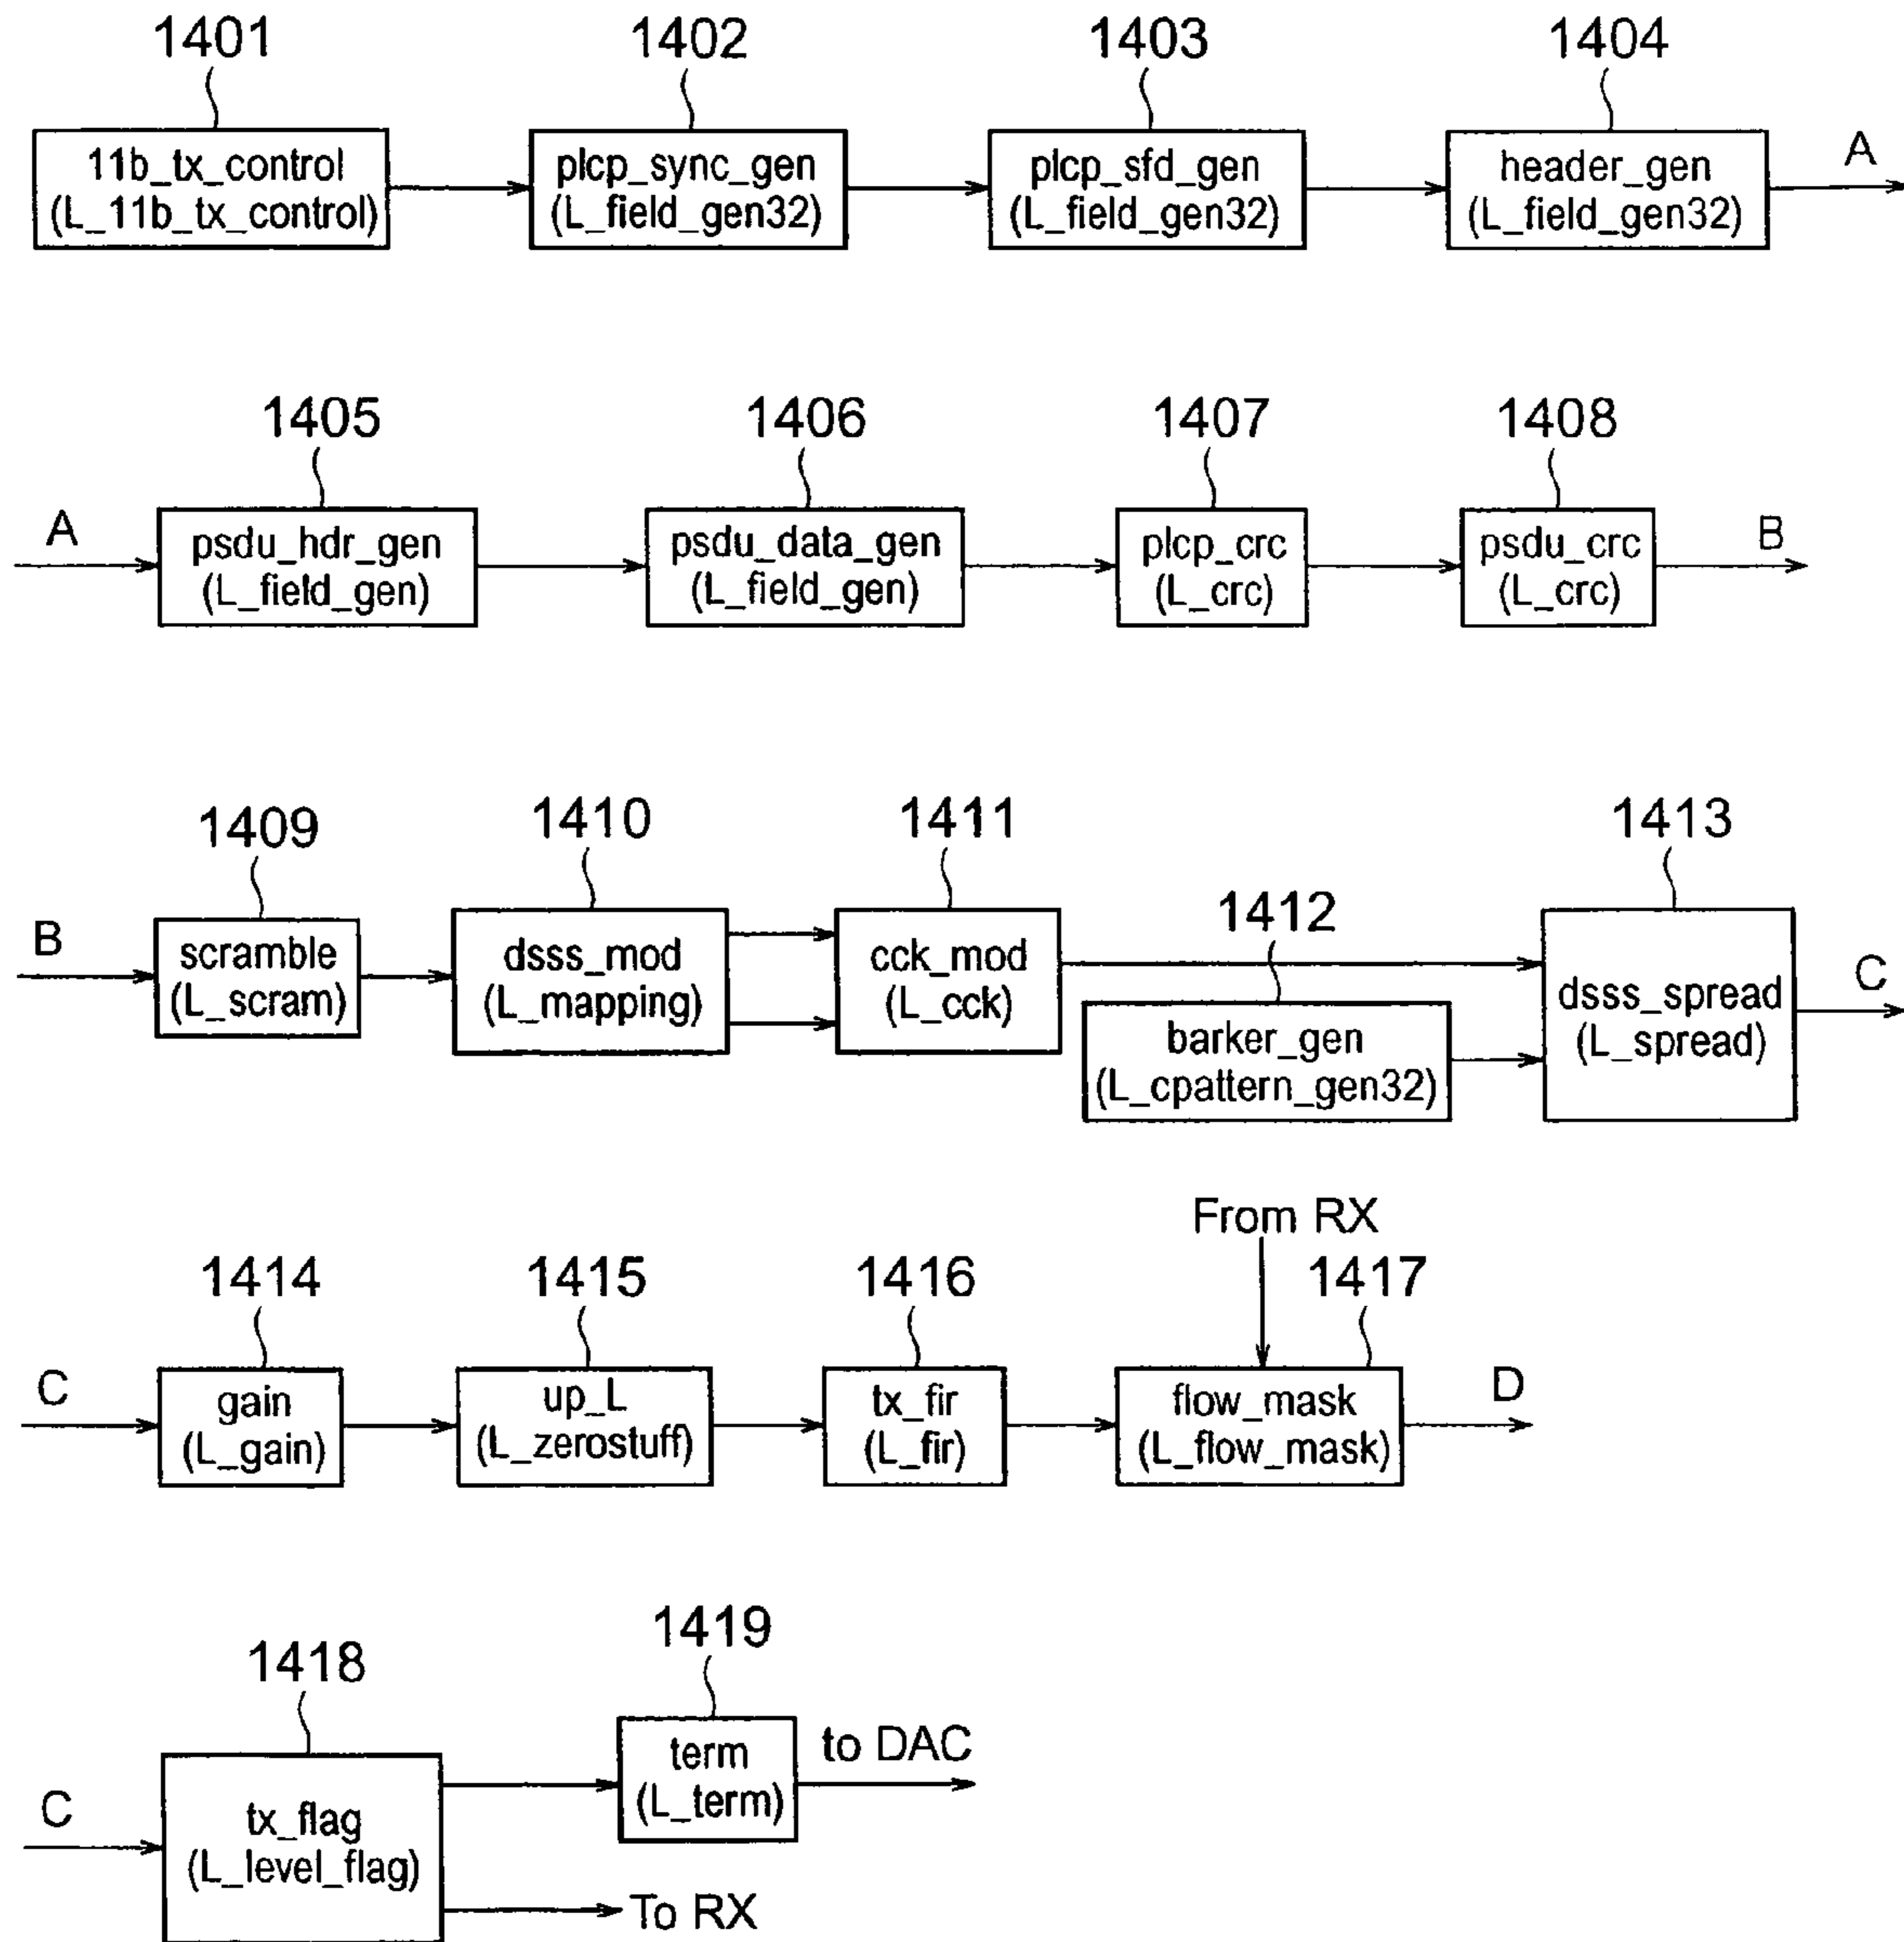 1401
1402
1403
1404
11b_tx_control
(L_11b_tx_control)
plcp_sync_gen
(L_field_gen32)
plcp_sfd_gen
(L_field_gen32)
header_gen
(L_field_gen32)
A
1405
1406
1407
1408
A
psdu_hdr_gen
(L_field_gen)
psdu_data_gen
(L_field_gen)
plcp_crc
(L_crc)
psdu_crc
(L_crc)
B
1409
1410
1411
1412
1413
B
scramble
(L_scram)
dsss_mod
(L_mapping)
cck_mod
(L_cck)
barker_gen
(L_cpattern_gen32)
dsss_spread
(L_spread)
C
From RX
1414
1415
1416
1417
C
gain
(L_gain)
up_L
(L_zerostuff)
tx_fir
(L_fir)
flow_mask
(L_flow_mask)
D
1418
1419
C
tx_flag
(L_level_flag)
term
(L_term)
to DAC
To RX